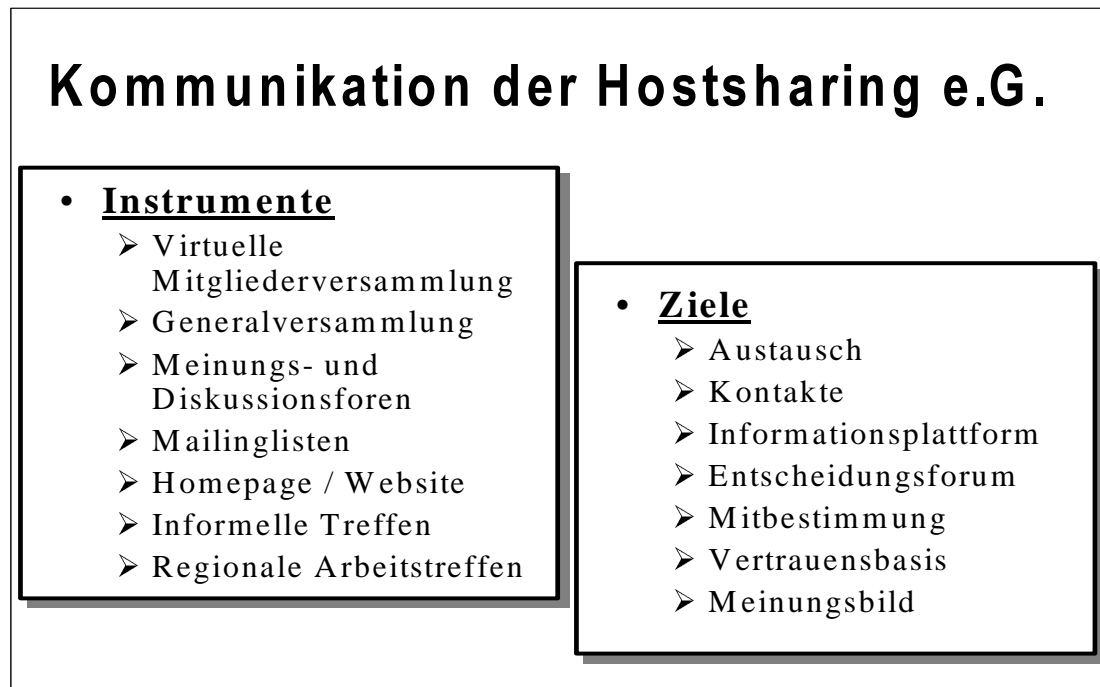 Kommunikation der Hostsharing e.G.
• Instrumente
➢ Virtuelle
Mitgliederversammlung
➢ Generalversammlung
➢ Meinungs- und
Diskussionsforen
➢ Mailinglisten
➢ Homepage / Website
➢ Informelle Treffen
➢ Regionale Arbeitstreffen
• Ziele
➢ Austausch
➢ Kontakte
➢ Informationsplattform
➢ Entscheidungsforum
➢ Mitbestimmung
➢ Vertrauensbasis
➢ Meinungsbild